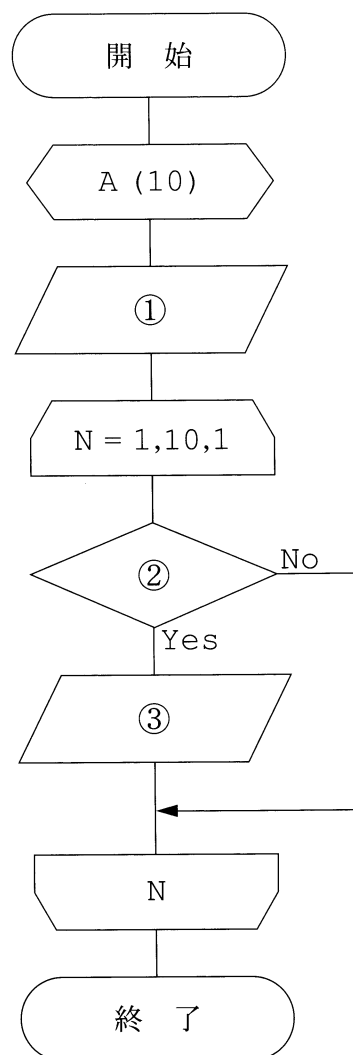 開 始
A (10)
①
N = 1,10,1
②
No
Yes
③
N
終 了